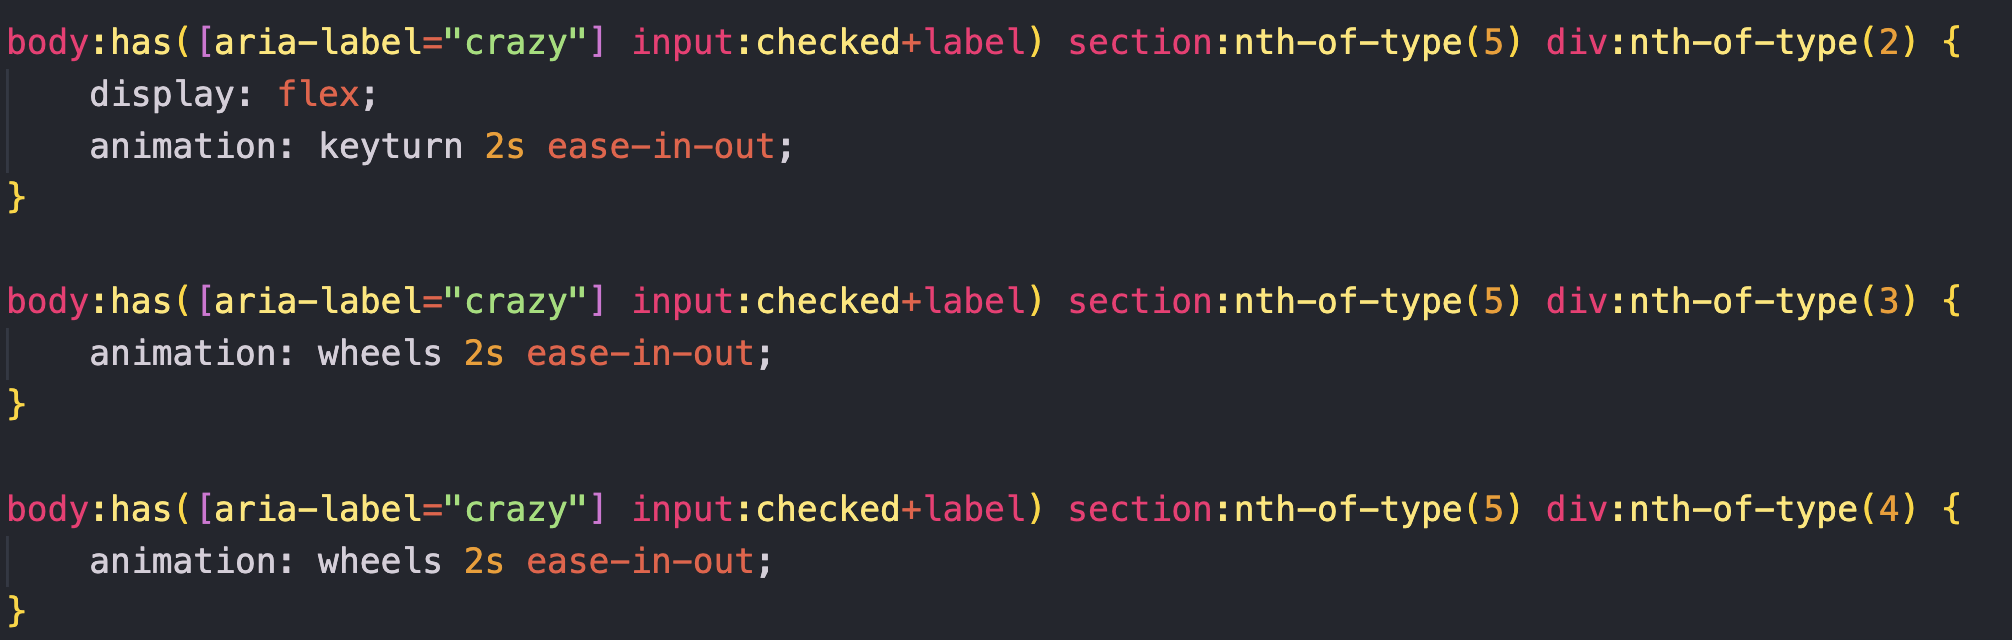 body:has([aria-label="crazy"] input:checked+label) section:nth-of-type(5) div:nth-of-type(2) {
    display: flex;
    animation: keyturn 2s ease-in-out;
}

body:has([aria-label="crazy"] input:checked+label) section:nth-of-type(5) div:nth-of-type(3) {
    animation: wheels 2s ease-in-out;
}

body:has([aria-label="crazy"] input:checked+label) section:nth-of-type(5) div:nth-of-type(4) {
    animation: wheels 2s ease-in-out;
}